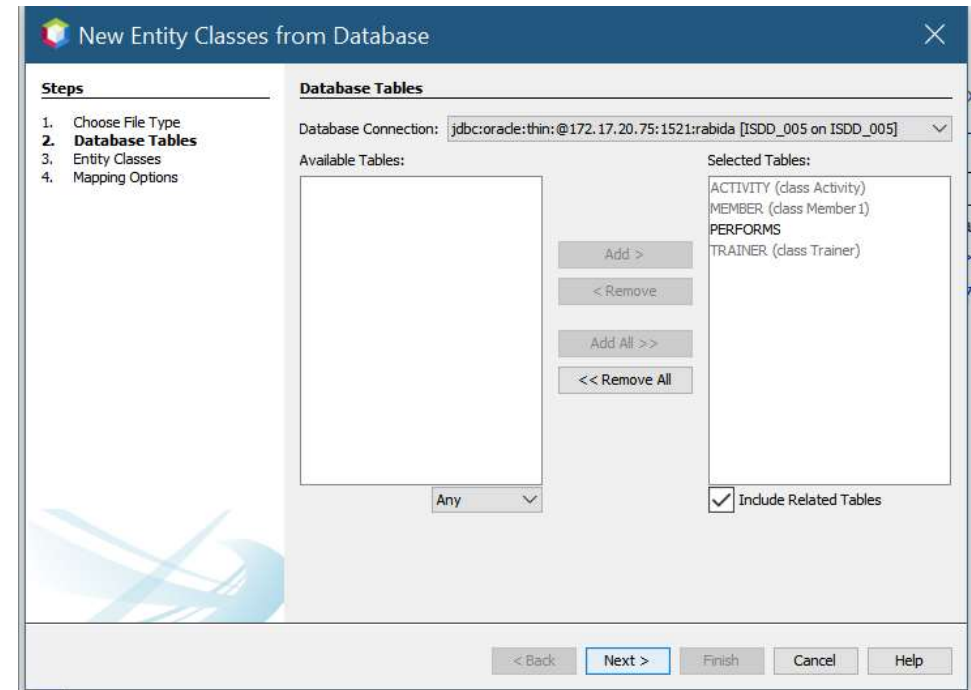 New Entity Classes from Database
Steps
1. Choose File Type
2. Database Tables
3. Entity Classes
4. Mapping Options
Database Tables
Database Connection: jdbc:oracle:thin:@172.17.20.75:1521:rabida [ISDD_005 on ISDD_005]
Available Tables:
Selected Tables:
ACTIVITY (class Activity)
MEMBER (class Member1)
PERFORMS
TRAINER (class Trainer)
Add >
< Remove
Add All >>
<< Remove All
Any
Include Related Tables
< Back
Next >
Finish
Cancel
Help